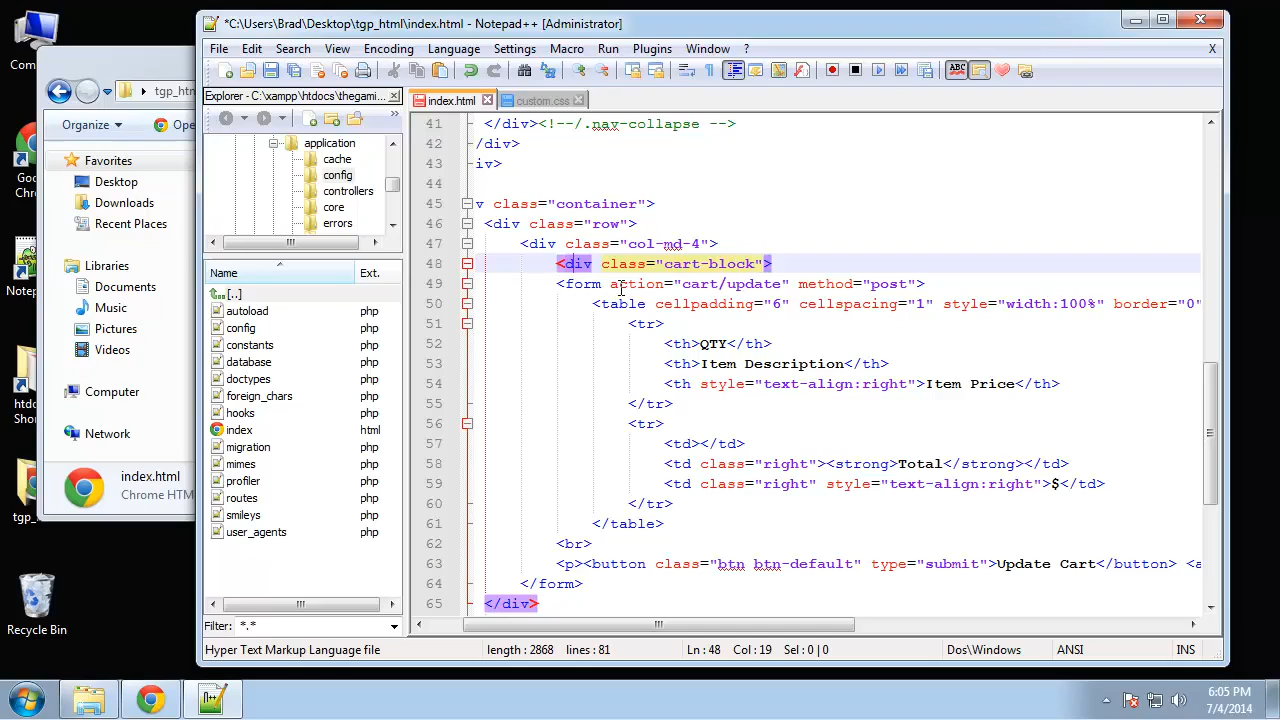 *C:\Users\Brad\Desktop\tgp_html\index.html - Notepad++ [Administrator]
File Edit Search View Encoding Language Settings Macro Run Plugins Window ? X
Explorer - C:\xampp\htdocs\thegami...
application
cache
config
controllers
core
errors
Name Ext.
[..]
autoload php
config php
constants php
database php
doctypes php
foreign_chars php
hooks php
index html
migration php
mimes php
profiler php
routes php
smileys php
user_agents php
Filter: *.*
index.html custom.css
41 </div><!--/.nav-collapse -->
42 /div>
43 iv>
44
45 v class="container">
46 <div class="row">
47 <div class="col-md-4">
48 <div class="cart-block">
49 <form action="cart/update" method="post">
50 <table cellpadding="6" cellspacing="1" style="width:100%" border="0"
51 <tr>
52 <th>QTY</th>
53 <th>Item Description</th>
54 <th style="text-align:right">Item Price</th>
55 </tr>
56 <tr>
57 <td></td>
58 <td class="right"><strong>Total</strong></td>
59 <td class="right" style="text-align:right">$</td>
60 </tr>
61 </table>
62 <br>
63 <p><button class="btn btn-default" type="submit">Update Cart</button> <a
64 </form>
65 </div>
Hyper Text Markup Language file length : 2868 lines : 81 Ln : 48 Col : 19 Sel : 0 | 0 Dos\Windows ANSI INS
tgp_htn
Organize Ope
Favorites
Desktop
Downloads
Recent Places
Libraries
Documents
Music
Pictures
Videos
Computer
Network
index.html
Chrome HTM
Com
Goo
Chr
Notep
htdo
Shor
tgp_
Recycle Bin
6:05 PM
7/4/2014